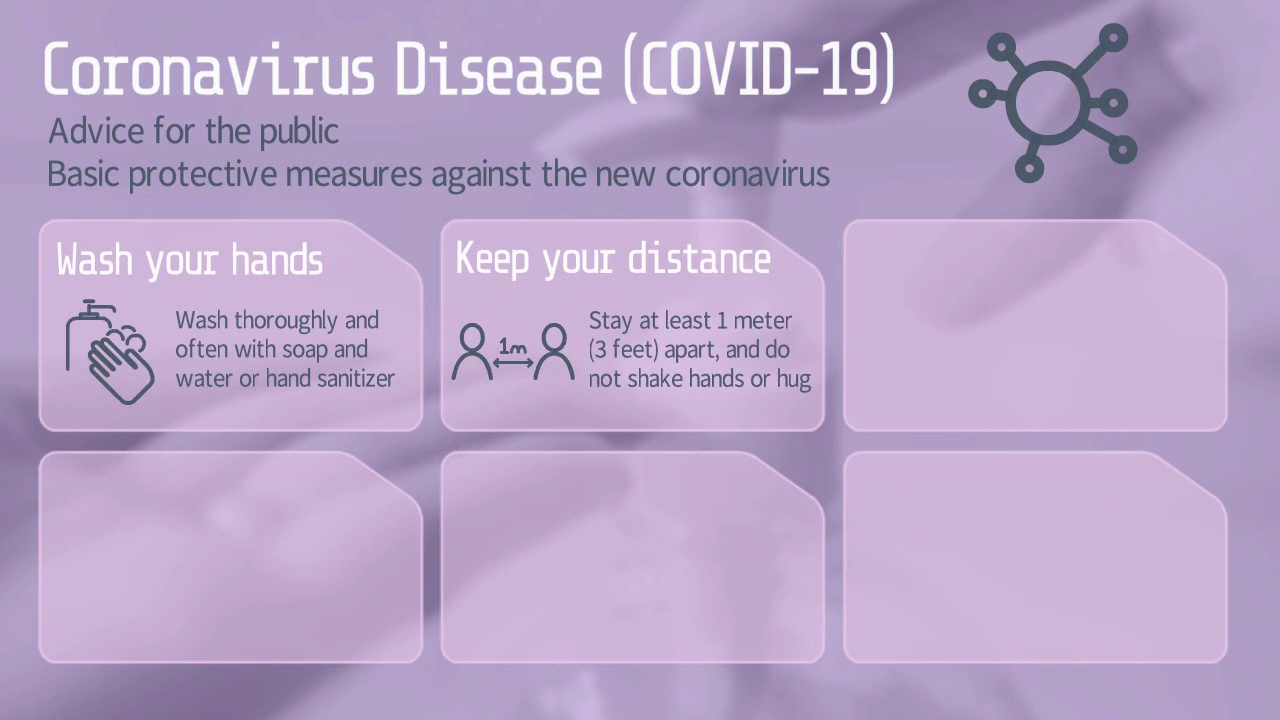 Coronavirus Disease (COVID-19)
Advice for the public
Basic protective measures against the new coronavirus
Wash your hands
Wash thoroughly and
often with soap and
water or hand sanitizer
Keep your distance
1m
Stay at least 1 meter
(3 feet) apart, and do
not shake hands or hug